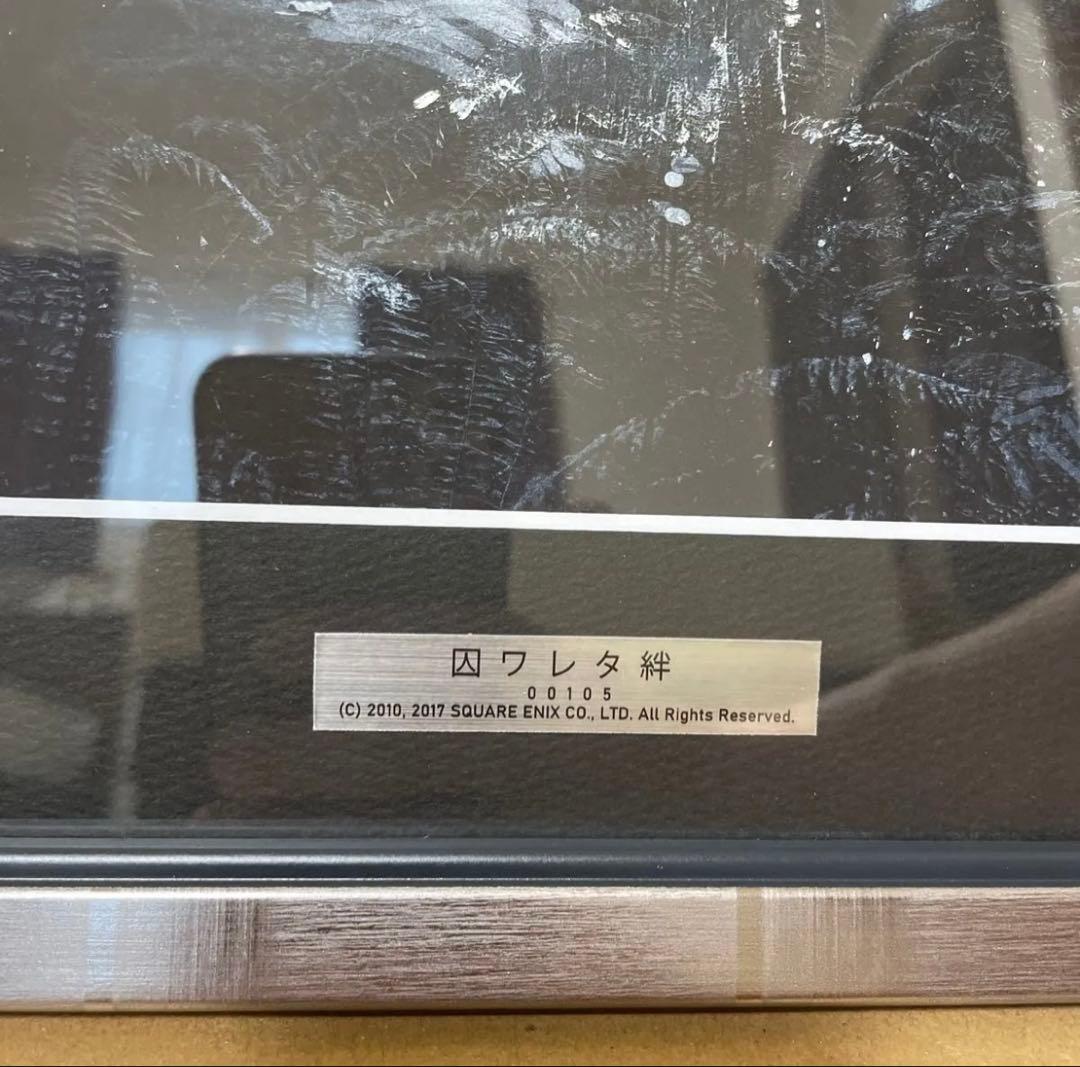 囚ワレタ絆
00105
(C) 2010, 2017 SQUARE ENIX CO., LTD. All Rights Reserved.